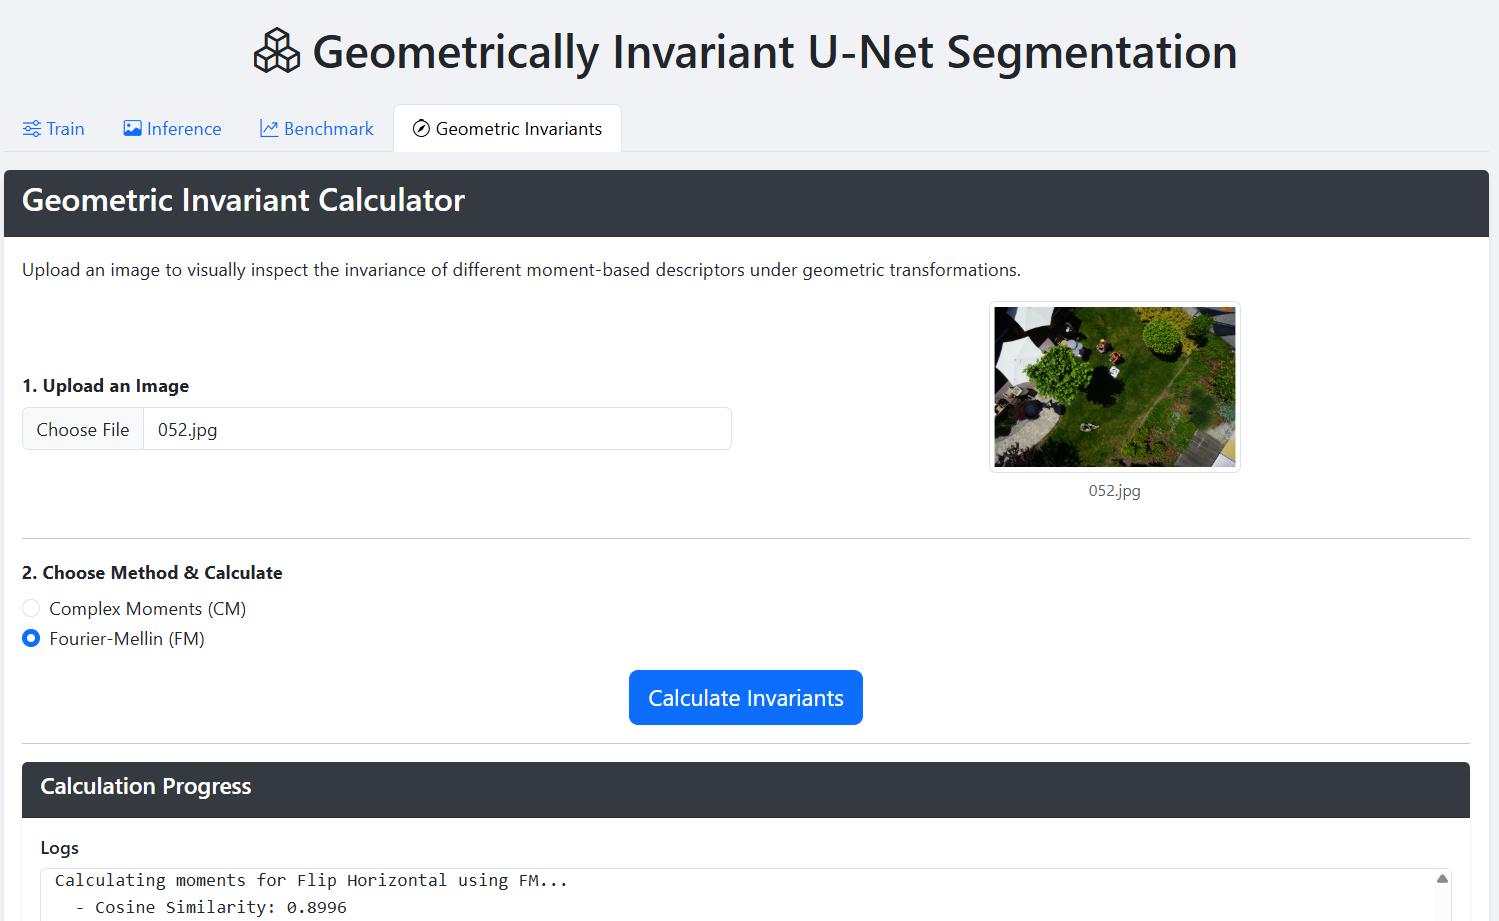 Geometrically Invariant U-Net Segmentation
Train Inference Benchmark Geometric Invariants
Geometric Invariant Calculator
Upload an image to visually inspect the invariance of different moment-based descriptors under geometric transformations.
1. Upload an Image
Choose File 052.jpg
052.jpg
2. Choose Method & Calculate
Complex Moments (CM)
Fourier-Mellin (FM)
Calculate Invariants
Calculation Progress
Logs
Calculating moments for Flip Horizontal using FM...
- Cosine Similarity: 0.8996